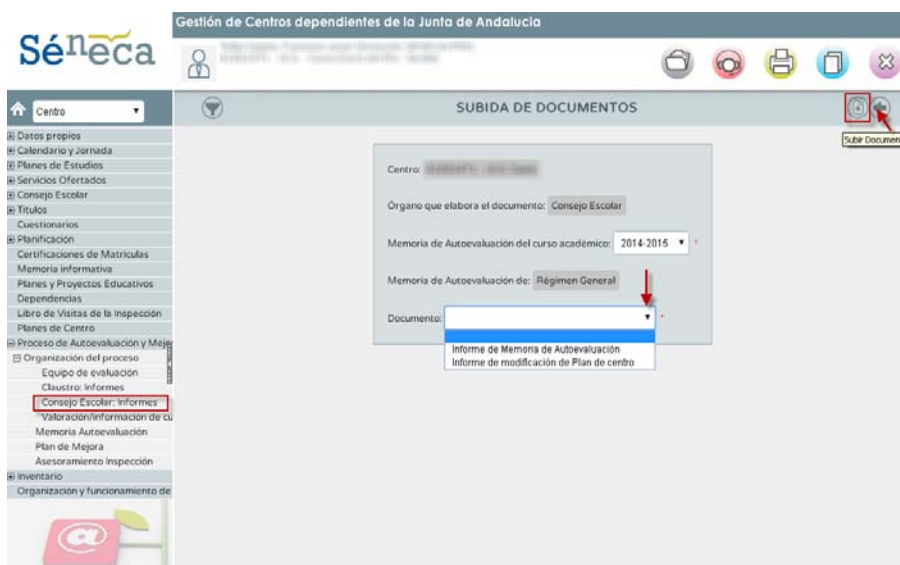 Gestión de Centros dependientes de la Junta de Andalucia
Séneca
Centro
SUBIDA DE DOCUMENTOS
Subir Documen
Datos propios
Calendario y Jornada
Planes de Estudios
Servicios Ofertados
Consejo Escolar
Titulos
Cuestionarios
Planificación
Certificaciones de Matriculas
Memoria informativa
Planes y Proyectos Educativos
Dependencias
Libro de Visitas de la Inspección
Planes de Centro
Proceso de Autoevaluación y Mejo
Organización del proceso
Equipo de evaluación
Claustro: Informes
Consejo Escolar: Informes
Valoración/información de cu
Memoria Autoevaluación
Plan de Mejora
Asesoramiento Inspección
Inventario
Organización y funcionamiento de
Centro:
Órgano que elabora el documento: Consejo Escolar
Memoria de Autoevaluación del curso académico: 2014-2015 *
Memoria de Autoevaluación de: Régimen General
Documento: *
Informe de Memoria de Autoevaluación
Informe de modificación de Plan de centro
@